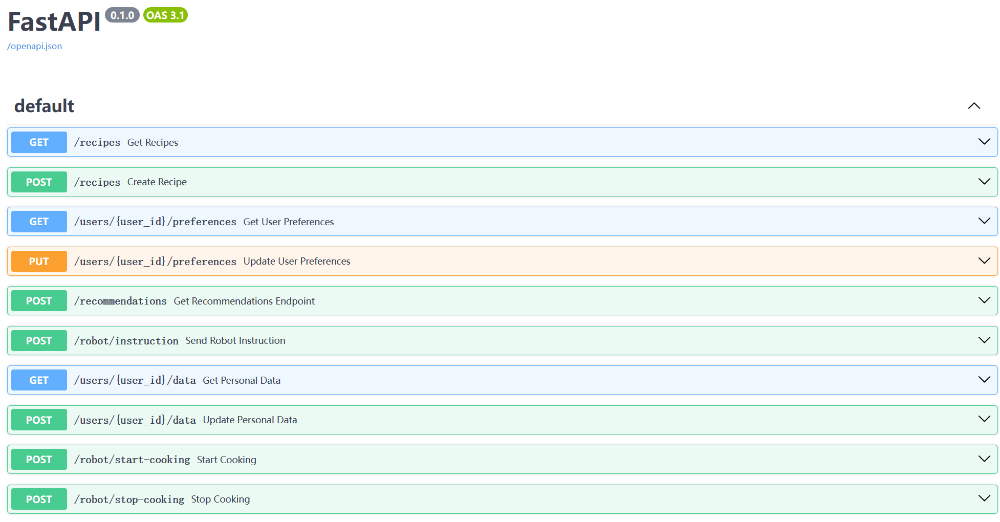 FastAPI 0.1.0 OAS 3.1
/openapi.json
default
GET /recipes Get Recipes
POST /recipes Create Recipe
GET /users/{user_id}/preferences Get User Preferences
PUT /users/{user_id}/preferences Update User Preferences
POST /recommendations Get Recommendations Endpoint
POST /robot/instruction Send Robot Instruction
GET /users/{user_id}/data Get Personal Data
POST /users/{user_id}/data Update Personal Data
POST /robot/start-cooking Start Cooking
POST /robot/stop-cooking Stop Cooking